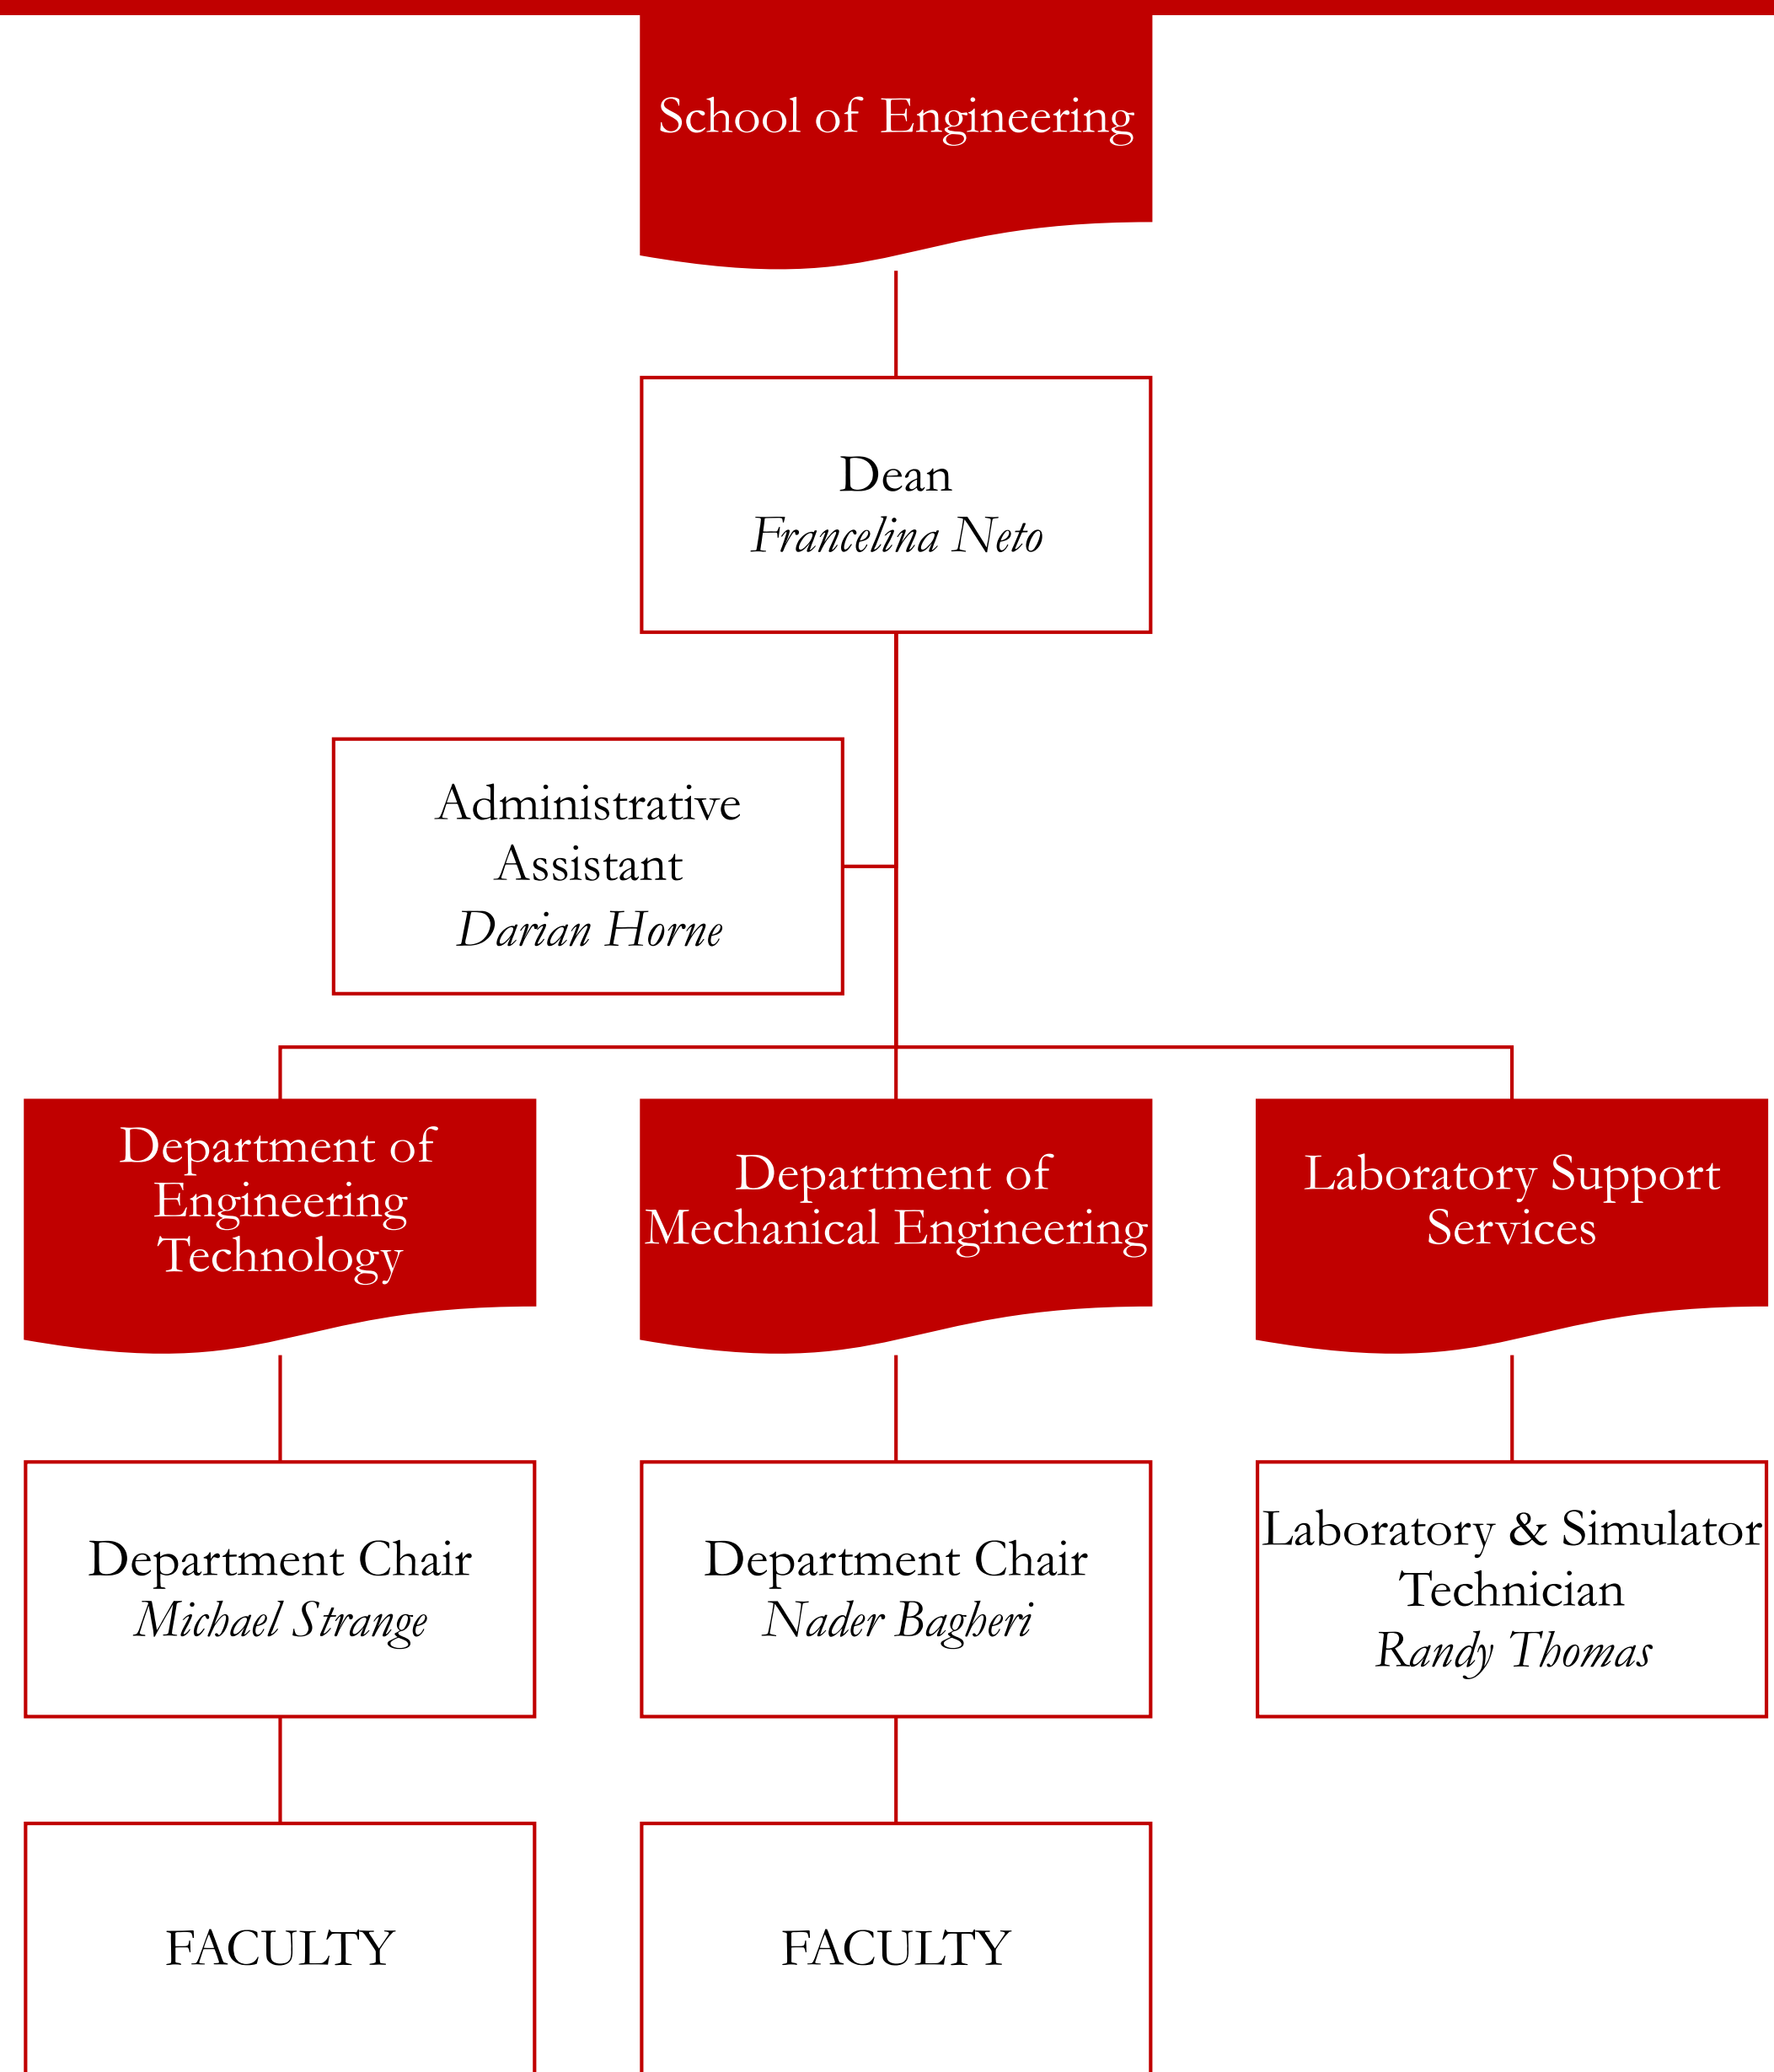 School of Engineering
Dean
Francelina Neto
Administrative
Assistant
Darian Horne
Department of
Engineering
Technology
Department of
Mechanical Engineering
Laboratory Support
Services
Department Chair
Michael Strange
Department Chair
Nader Bagheri
Laboratory & Simulator
Technician
Randy Thomas
FACULTY
FACULTY